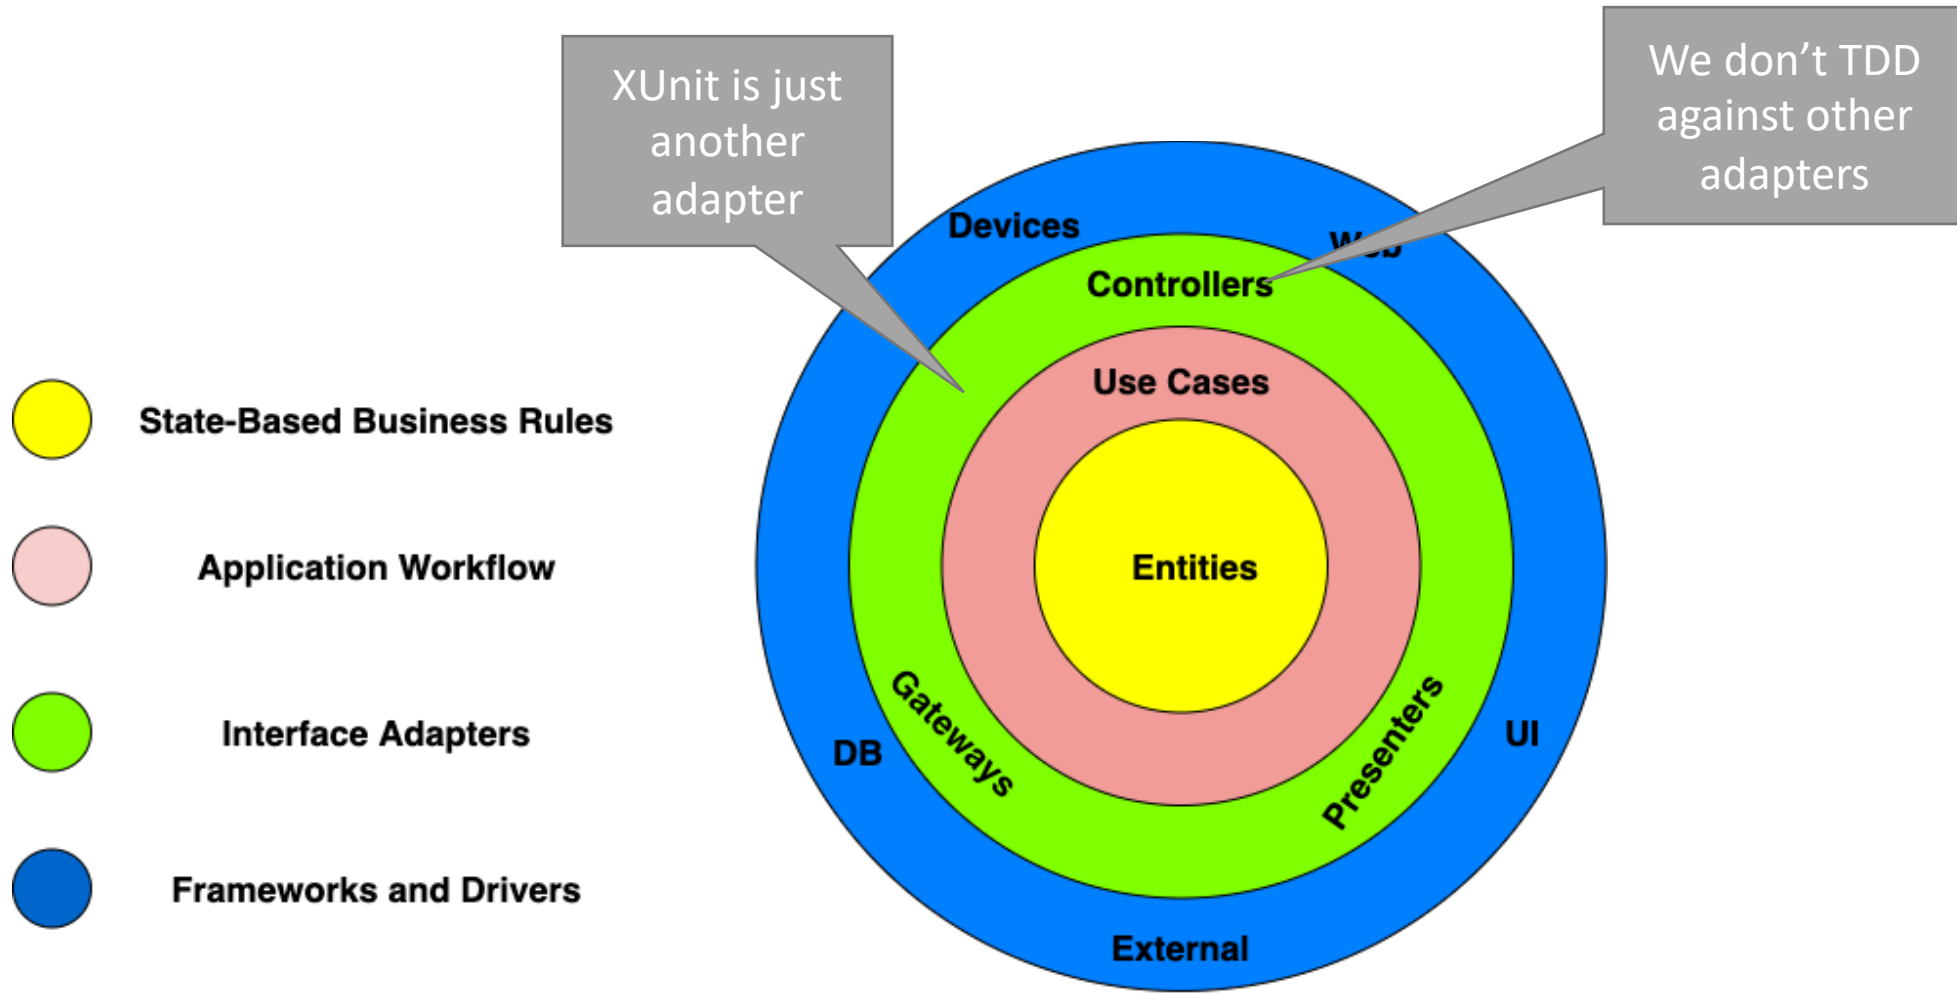 XUnit is just
another
adapter
We don’t TDD
against other
adapters
Devices
Web
Controllers
Use Cases
Entities
Gateways
Presenters
DB
UI
External
State-Based Business Rules
Application Workflow
Interface Adapters
Frameworks and Drivers